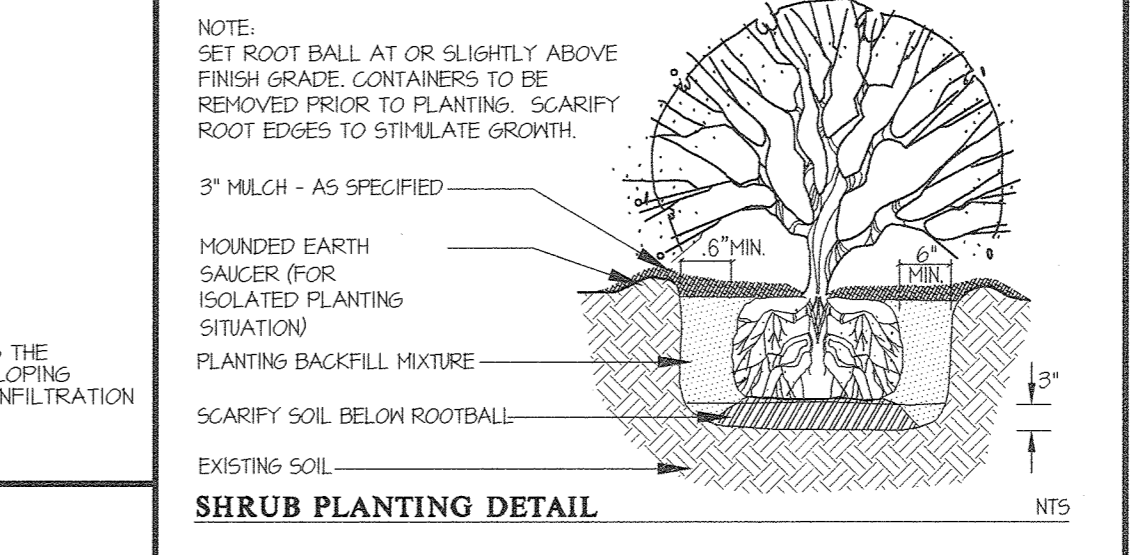 NOTE:
SET ROOT BALL AT OR SLIGHTLY ABOVE
FINISH GRADE. CONTAINERS TO BE
REMOVED PRIOR TO PLANTING. SCARIFY
ROOT EDGES TO STIMULATE GROWTH.
3" MULCH - AS SPECIFIED
MOUNDED EARTH
SAUCER (FOR
ISOLATED PLANTING
SITUATION)
PLANTING BACKFILL MIXTURE
SCARIFY SOIL BELOW ROOTBALL
EXISTING SOIL
.6"MIN.
6"
MIN.
3"
SHRUB PLANTING DETAIL
NTS
THE
LOPING
NFILTRATION